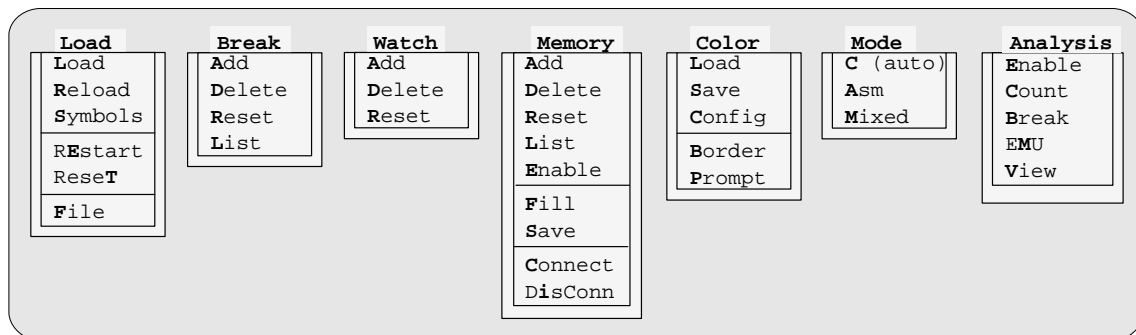 Load
Load
Reload
Symbols
REstart
ReseT
File
Break
Add
Delete
Reset
List
Watch
Add
Delete
Reset
Memory
Add
Delete
Reset
List
Enable
Fill
Save
Connect
DisConn
Color
Load
Save
Config
Border
Prompt
Mode
C (auto)
Asm
Mixed
Analysis
Enable
Count
Break
EMU
View